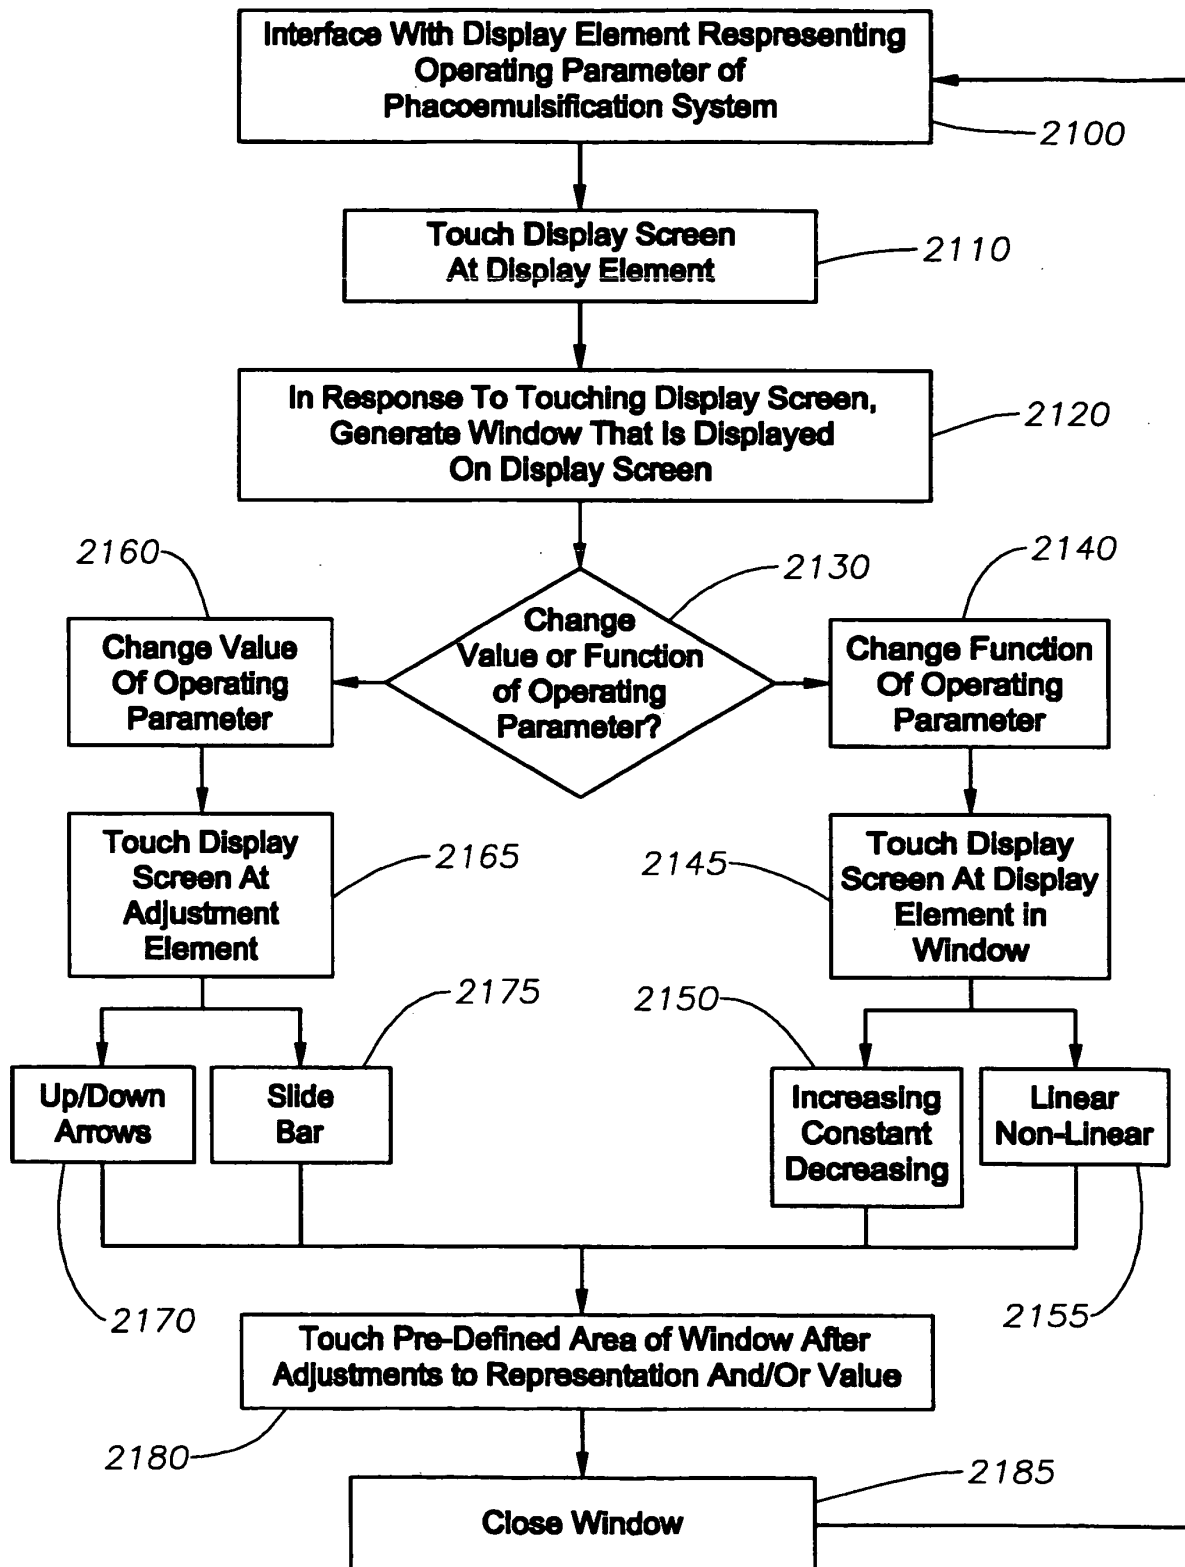 Interface With Display Element Respresenting
Operating Parameter of
Phacoemulsification System
2100
Touch Display Screen
At Display Element
2110
In Response To Touching Display Screen,
Generate Window That Is Displayed
On Display Screen
2120
2160
2130
2140
Change
Value or Function
of Operating
Parameter?
Change Value
Of Operating
Parameter
Change Function
Of Operating
Parameter
Touch Display
Screen At
Adjustment
Element
2165
2145
Touch Display
Screen At Display
Element in
Window
2175
2150
Up/Down
Arrows
Slide
Bar
Increasing
Constant
Decreasing
Linear
Non-Linear
2170
2155
Touch Pre-Defined Area of Window After
Adjustments to Representation And/Or Value
2180
2185
Close Window